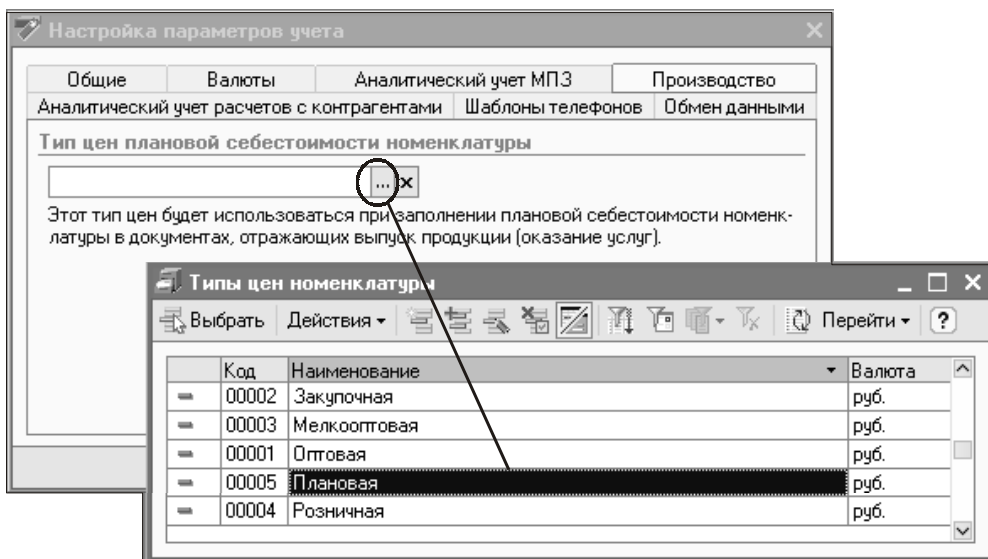 Настройка параметров учета
Общие Валюты Аналитический учет МПЗ Производство
Аналитический учет расчетов с контрагентами Шаблоны телефонов Обмен данными
Тип цен плановой себестоимости номенклатуры
... x
Этот тип цен будет использоваться при заполнении плановой себестоимости номенк-
латуры в документах, отражающих выпуск продукции (оказание услуг).
Типы цен номенклатуры
Выбрать Действия Перейти ?
Код Наименование Валюта
00002 Закупочная руб.
00003 Мелкооптовая руб.
00001 Оптовая руб.
00005 Плановая руб.
00004 Розничная руб.